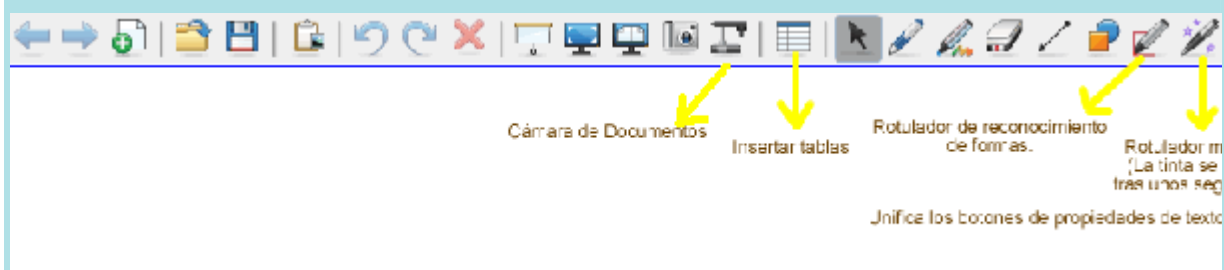 Cámara de Documentos
Insertar tablas
Rotulador de reconocimiento
de formas.
Rotulador m
(La tinta se
tras unos seg
Unifica los botones de propiedades de texto